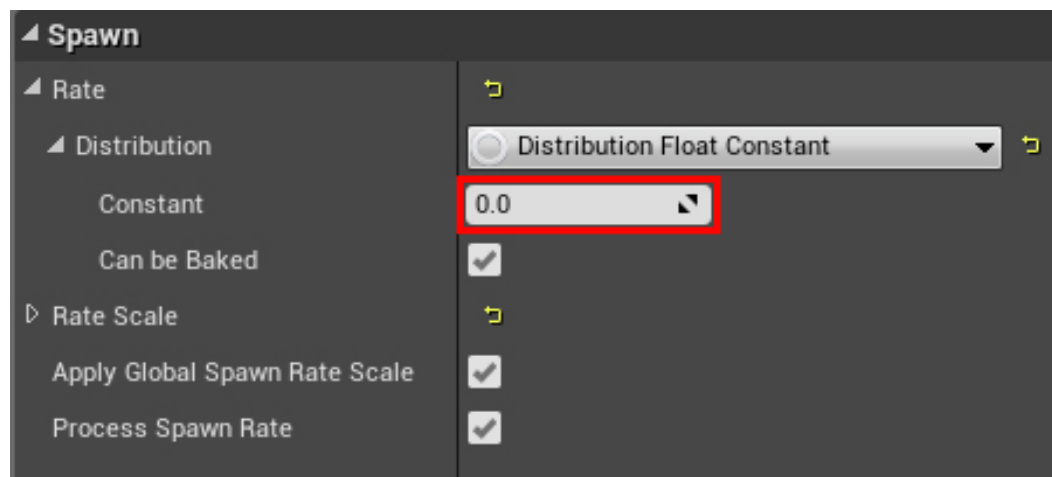 Spawn
Rate
Distribution Distribution Float Constant
Constant 0.0
Can be Baked
Rate Scale
Apply Global Spawn Rate Scale
Process Spawn Rate